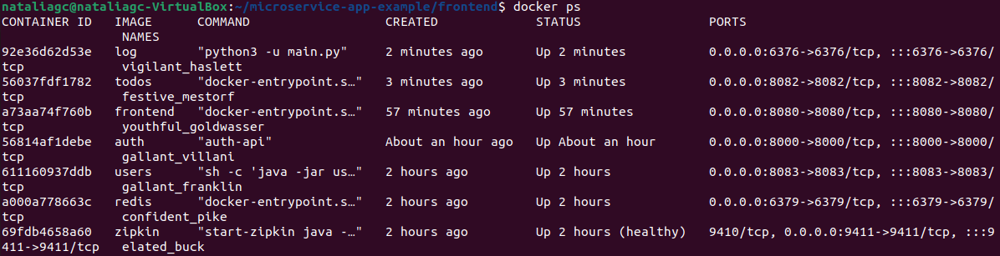 nataliagc@nataliagc-VirtualBox:~/microservice-app-example/frontend$ docker ps
CONTAINER ID   IMAGE      COMMAND                  CREATED             STATUS                 PORTS
                NAMES
92e36d62d53e   log        "python3 -u main.py"     2 minutes ago       Up 2 minutes           0.0.0.0:6376->6376/tcp, :::6376->6376/
tcp             vigilant_haslett
56037fdf1782   todos      "docker-entrypoint.s…"   3 minutes ago       Up 3 minutes           0.0.0.0:8082->8082/tcp, :::8082->8082/
tcp             festive_mestorf
a73aa74f760b   frontend   "docker-entrypoint.s…"   57 minutes ago      Up 57 minutes          0.0.0.0:8080->8080/tcp, :::8080->8080/
tcp             youthful_goldwasser
56814af1debe   auth       "auth-api"               About an hour ago   Up About an hour       0.0.0.0:8000->8000/tcp, :::8000->8000/
tcp             gallant_villani
611160937ddb   users      "sh -c 'java -jar us…"   2 hours ago         Up 2 hours             0.0.0.0:8083->8083/tcp, :::8083->8083/
tcp             gallant_franklin
a000a778663c   redis      "docker-entrypoint.s…"   2 hours ago         Up 2 hours             0.0.0.0:6379->6379/tcp, :::6379->6379/
tcp             confident_pike
69fdb4658a60   zipkin     "start-zipkin java -…"   2 hours ago         Up 2 hours (healthy)   9410/tcp, 0.0.0.0:9411->9411/tcp, :::9
411->9411/tcp   elated_buck